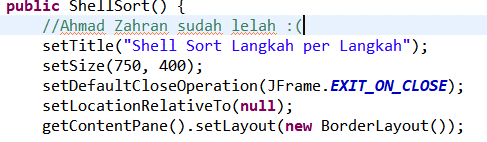 public ShellSort() {
//Ahmad Zahran sudah lelah :(
setTitle("Shell Sort Langkah per Langkah");
setSize(750, 400);
setDefaultCloseOperation(JFrame.EXIT_ON_CLOSE);
setLocationRelativeTo(null);
getContentPane().setLayout(new BorderLayout());